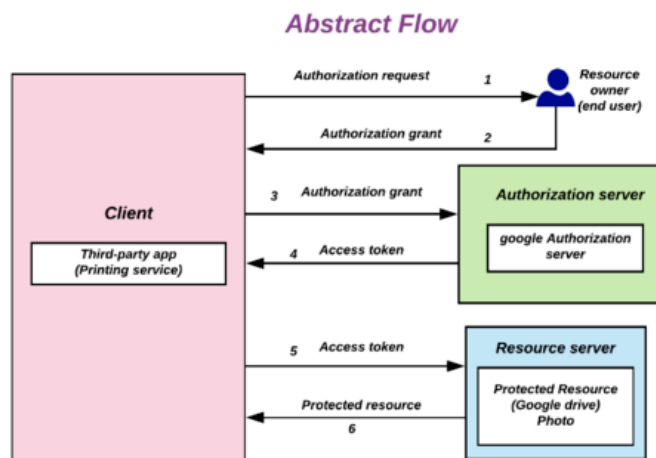 Abstract Flow
Authorization request
1
Resource
owner
(end user)
Authorization grant
2
3
Authorization grant
Authorization server
Client
google Authorization
server
Third-party app
(Printing service)
4
Access token
5
Access token
Resource server
Protected Resource
(Google drive)
Photo
Protected resource
6